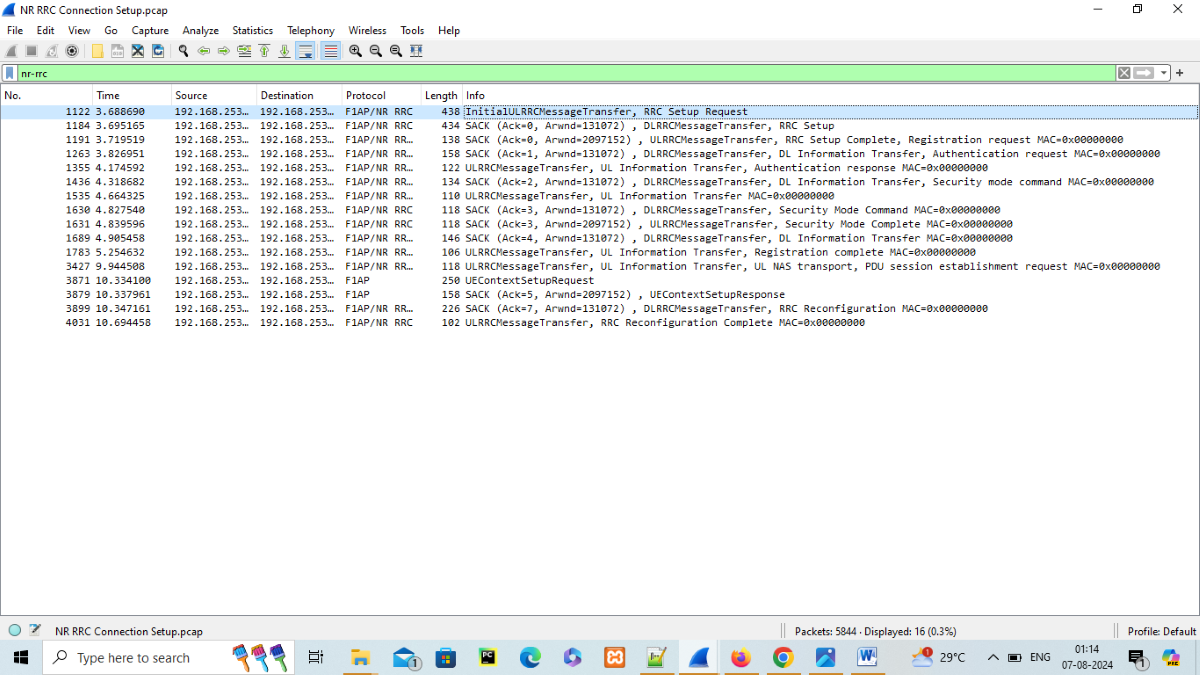 NR RRC Connection Setup.pcap
File Edit View Go Capture Analyze Statistics Telephony Wireless Tools Help
nr-rrc
No. Time Source Destination Protocol Length Info
1122 3.688690 192.168.253… 192.168.253… F1AP/NR RRC 438 InitialULRRCMessageTransfer, RRC Setup Request
1184 3.695165 192.168.253… 192.168.253… F1AP/NR RRC 434 SACK (Ack=0, Arwnd=131072) , DLRRCMessageTransfer, RRC Setup
1191 3.719519 192.168.253… 192.168.253… F1AP/NR RR… 138 SACK (Ack=0, Arwnd=2097152) , ULRRCMessageTransfer, RRC Setup Complete, Registration request MAC=0x00000000
1263 3.826951 192.168.253… 192.168.253… F1AP/NR RR… 158 SACK (Ack=1, Arwnd=131072) , DLRRCMessageTransfer, DL Information Transfer, Authentication request MAC=0x00000000
1355 4.174592 192.168.253… 192.168.253… F1AP/NR RR… 122 ULRRCMessageTransfer, UL Information Transfer, Authentication response MAC=0x00000000
1436 4.318682 192.168.253… 192.168.253… F1AP/NR RR… 134 SACK (Ack=2, Arwnd=131072) , DLRRCMessageTransfer, DL Information Transfer, Security mode command MAC=0x00000000
1535 4.664325 192.168.253… 192.168.253… F1AP/NR RR… 110 ULRRCMessageTransfer, UL Information Transfer MAC=0x00000000
1630 4.827540 192.168.253… 192.168.253… F1AP/NR RRC 118 SACK (Ack=3, Arwnd=131072) , DLRRCMessageTransfer, Security Mode Command MAC=0x00000000
1631 4.839596 192.168.253… 192.168.253… F1AP/NR RRC 118 SACK (Ack=3, Arwnd=2097152) , ULRRCMessageTransfer, Security Mode Complete MAC=0x00000000
1689 4.905458 192.168.253… 192.168.253… F1AP/NR RR… 146 SACK (Ack=4, Arwnd=131072) , DLRRCMessageTransfer, DL Information Transfer MAC=0x00000000
1783 5.254632 192.168.253… 192.168.253… F1AP/NR RR… 106 ULRRCMessageTransfer, UL Information Transfer, Registration complete MAC=0x00000000
3427 9.944508 192.168.253… 192.168.253… F1AP/NR RR… 118 ULRRCMessageTransfer, UL Information Transfer, UL NAS transport, PDU session establishment request MAC=0x00000000
3871 10.334100 192.168.253… 192.168.253… F1AP 250 UEContextSetupRequest
3879 10.337961 192.168.253… 192.168.253… F1AP 158 SACK (Ack=5, Arwnd=2097152) , UEContextSetupResponse
3899 10.347161 192.168.253… 192.168.253… F1AP/NR RR… 226 SACK (Ack=7, Arwnd=131072) , DLRRCMessageTransfer, RRC Reconfiguration MAC=0x00000000
4031 10.694458 192.168.253… 192.168.253… F1AP/NR RRC 102 ULRRCMessageTransfer, RRC Reconfiguration Complete MAC=0x00000000
NR RRC Connection Setup.pcap Packets: 5844 · Displayed: 16 (0.3%) Profile: Default
Type here to search 29°C ENG 01:14
07-08-2024